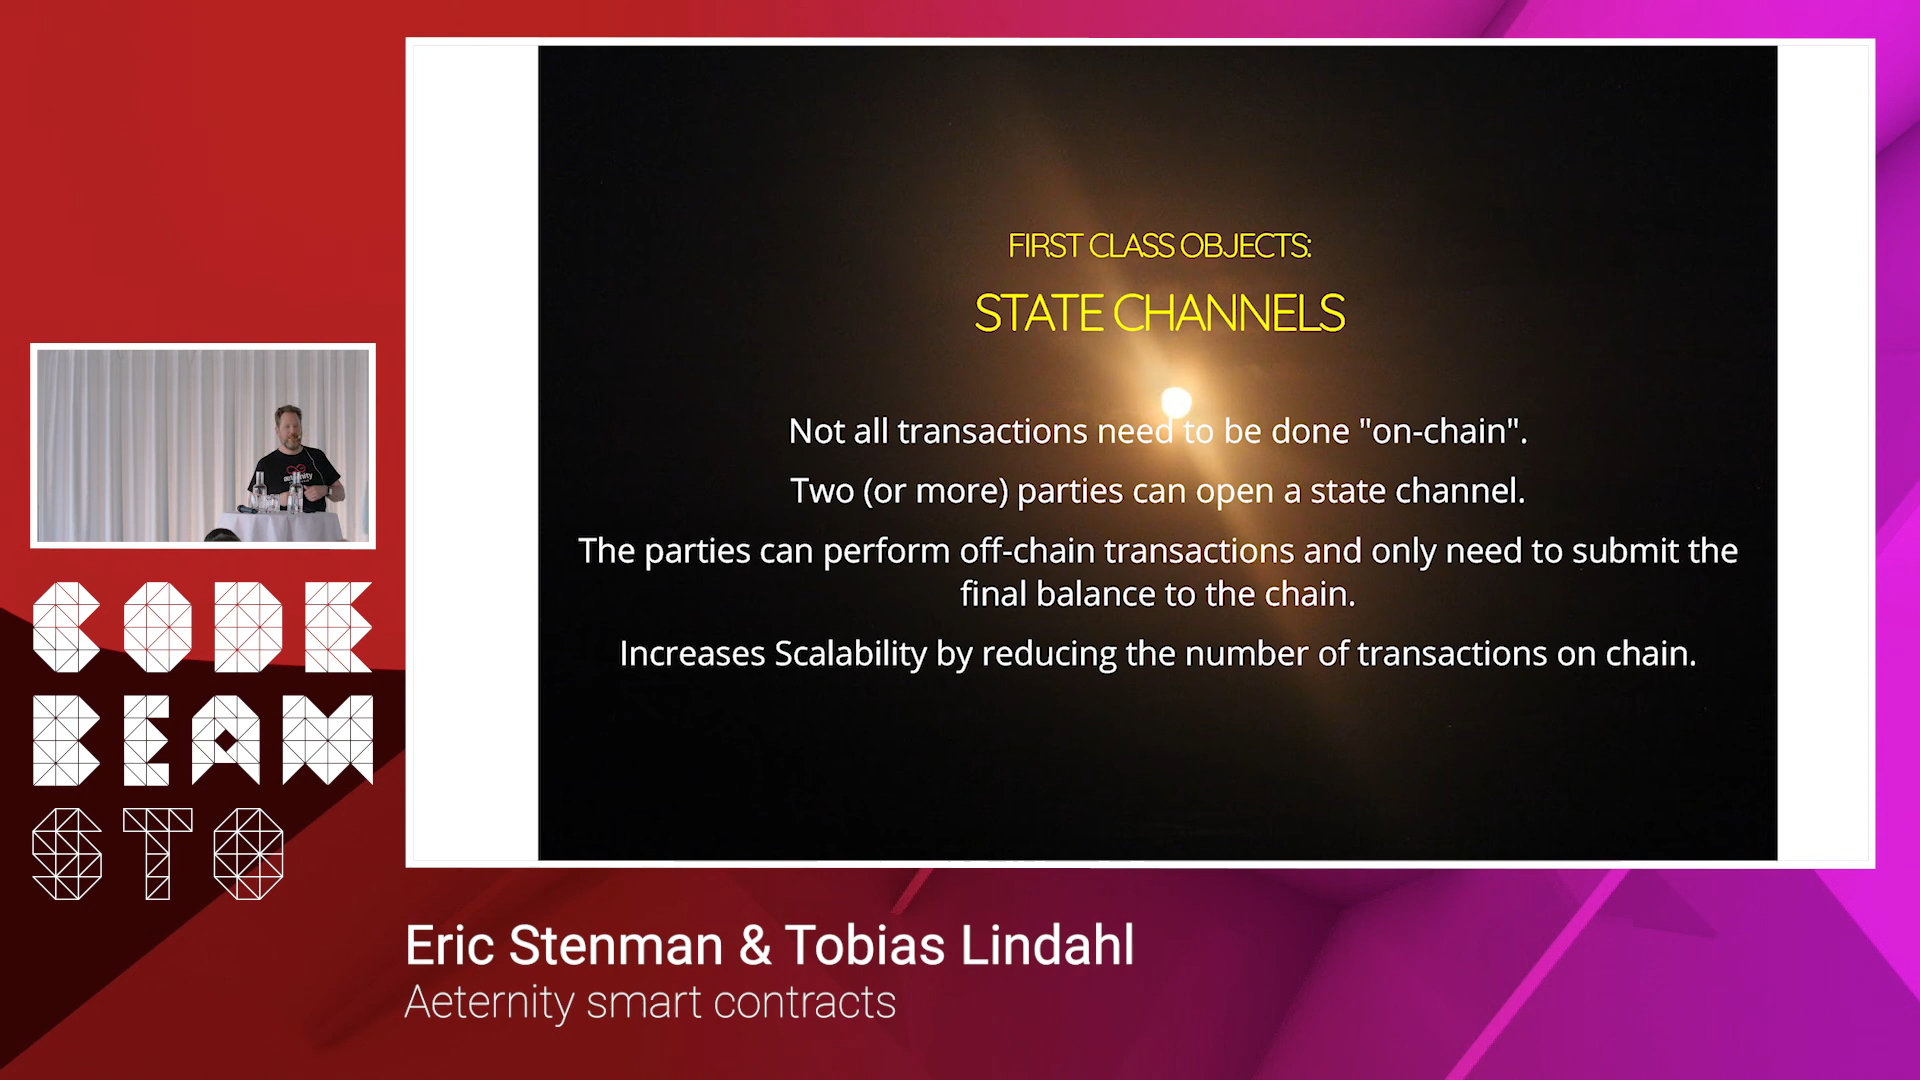 FIRST CLASS OBJECTS:
STATE CHANNELS
Not all transactions need to be done "on-chain".
Two (or more) parties can open a state channel.
The parties can perform off-chain transactions and only need to submit the
final balance to the chain.
Increases Scalability by reducing the number of transactions on chain.
CODE
BEAM
STO
Eric Stenman & Tobias Lindahl
Aeternity smart contracts